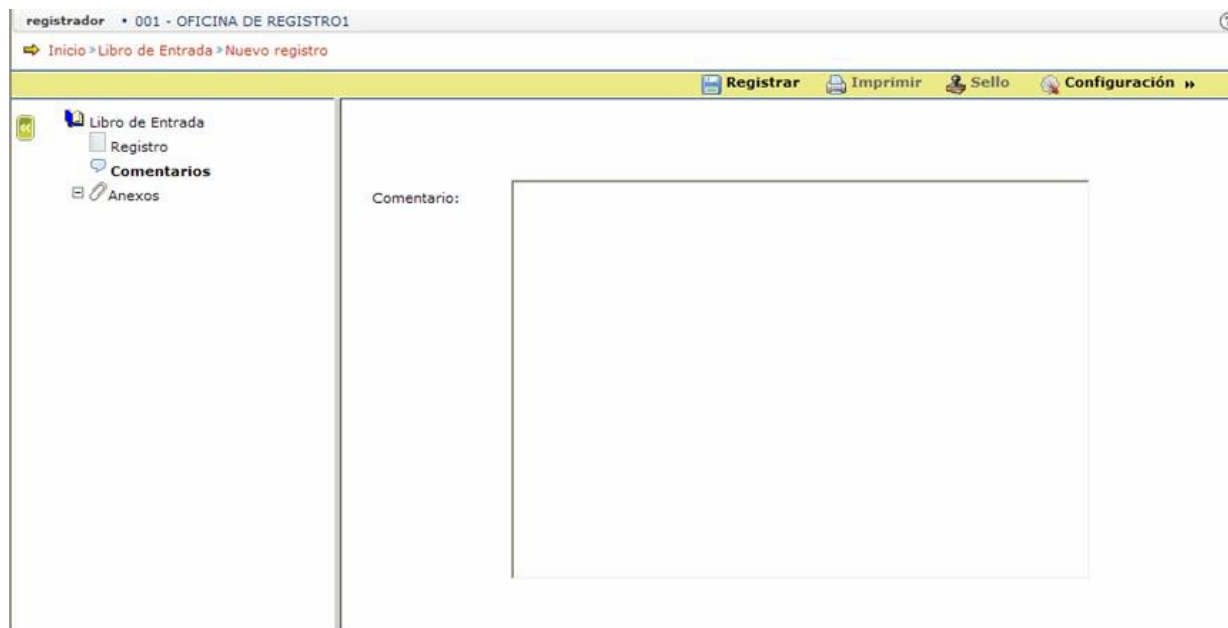 registrador • 001 - OFICINA DE REGISTRO1
Inicio » Libro de Entrada » Nuevo registro
Registrar Imprimir Sello Configuración »
Libro de Entrada
Registro
Comentarios
Anexos
Comentario: